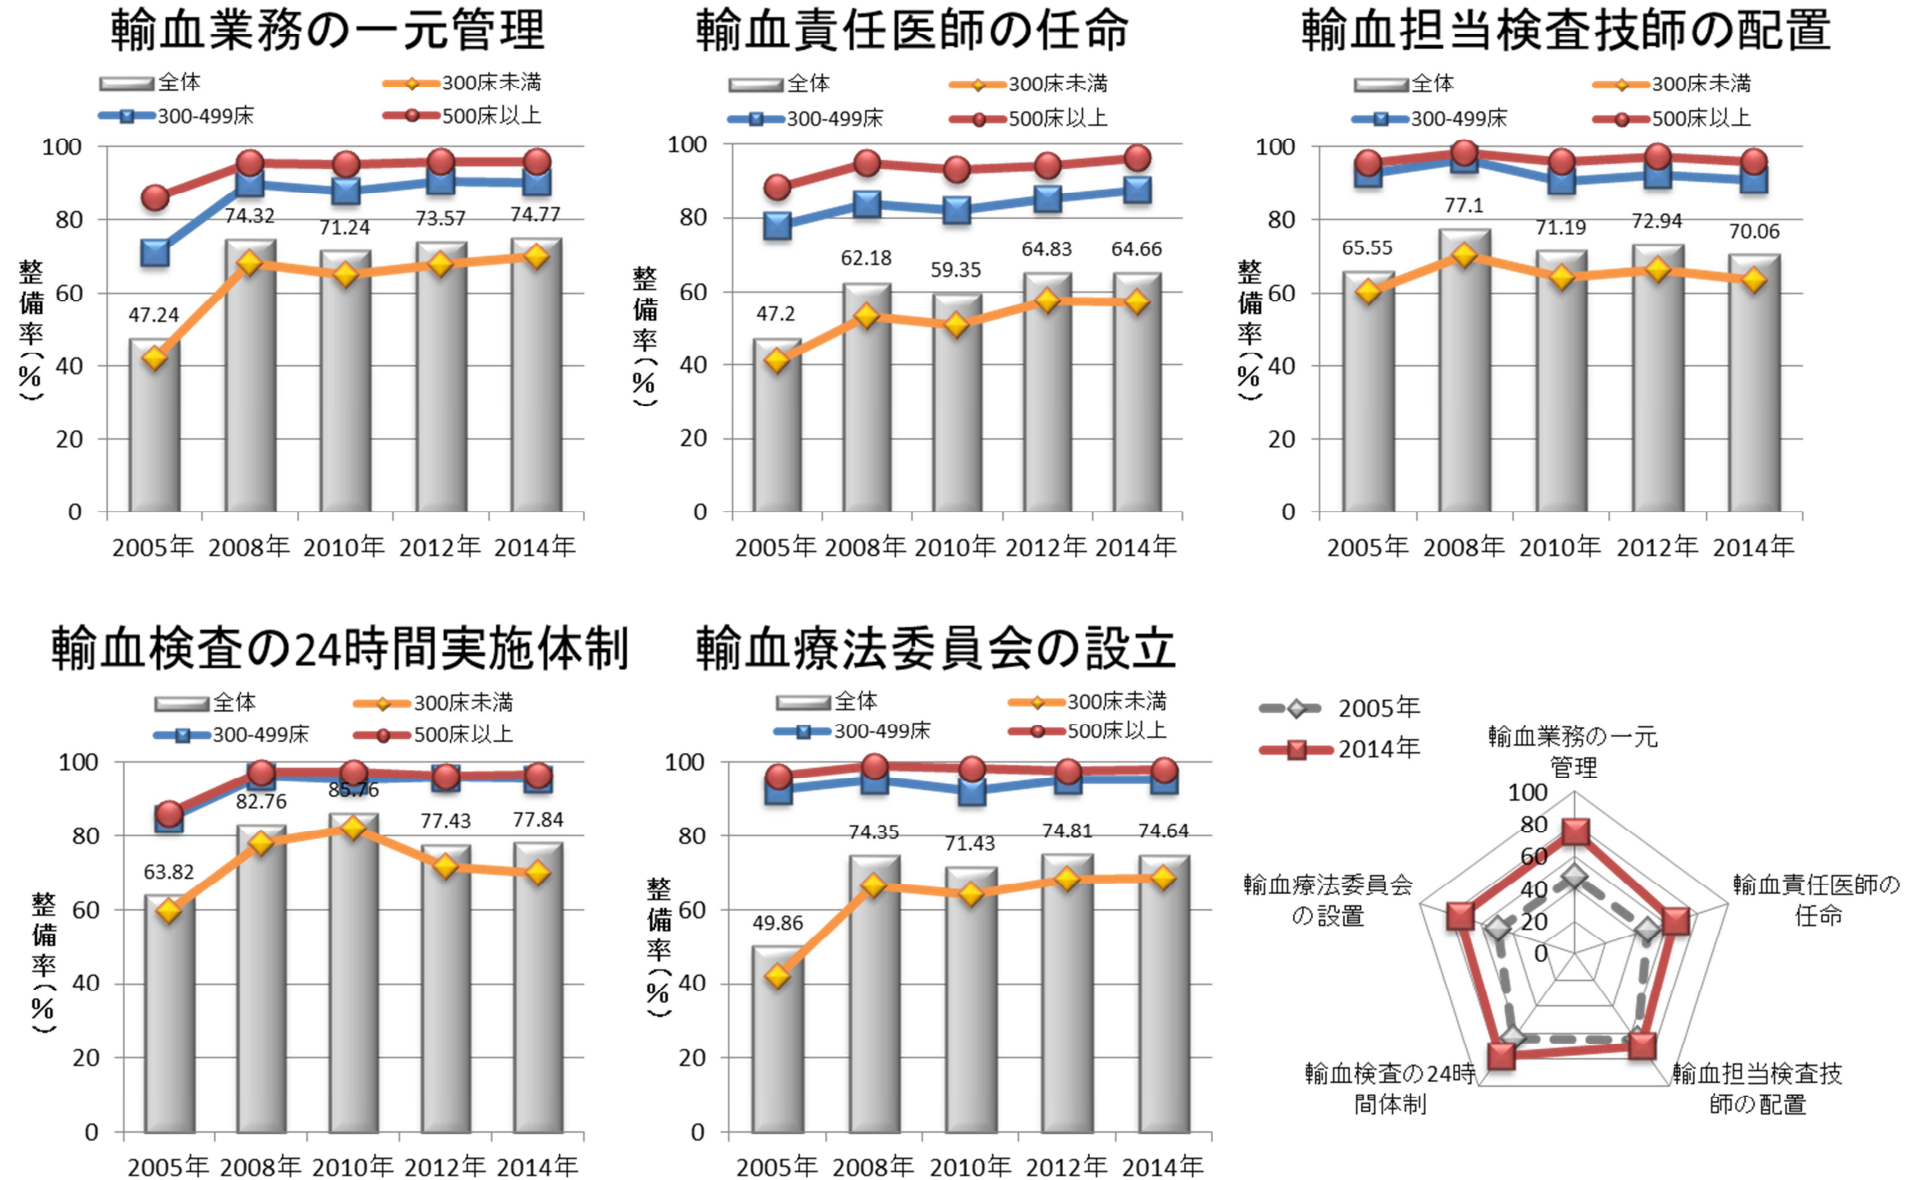 輸血業務の一元管理
全体
300床未満
300-499床
500床以上
整備率(%)
100
80
60
40
20
0
47.24
74.32
71.24
73.57
74.77
2005年 2008年 2010年 2012年 2014年
輸血責任医師の任命
全体
300床未満
300-499床
500床以上
整備率(%)
100
80
60
40
20
0
47.2
62.18
59.35
64.83
64.66
2005年 2008年 2010年 2012年 2014年
輸血担当検査技師の配置
全体
300床未満
300-499床
500床以上
整備率(%)
100
80
60
40
20
0
65.55
77.1
71.19
72.94
70.06
2005年 2008年 2010年 2012年 2014年
輸血検査の24時間実施体制
全体
300床未満
300-499床
500床以上
整備率(%)
100
80
60
40
20
0
63.82
82.76
85.76
77.43
77.84
2005年 2008年 2010年 2012年 2014年
輸血療法委員会の設立
全体
300床未満
300-499床
500床以上
整備率(%)
100
80
60
40
20
0
49.86
74.35
71.43
74.81
74.64
2005年 2008年 2010年 2012年 2014年
2005年
2014年
輸血業務の一元
管理
100
80
60
40
20
0
輸血責任医師の
任命
輸血担当検査技
師の配置
輸血検査の24時
間体制
輸血療法委員会
の設置